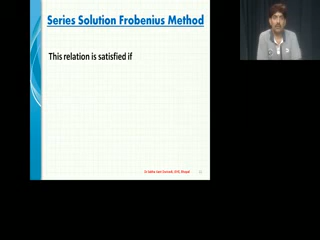 Series Solution Frobenius Method
This relation is satisfied if